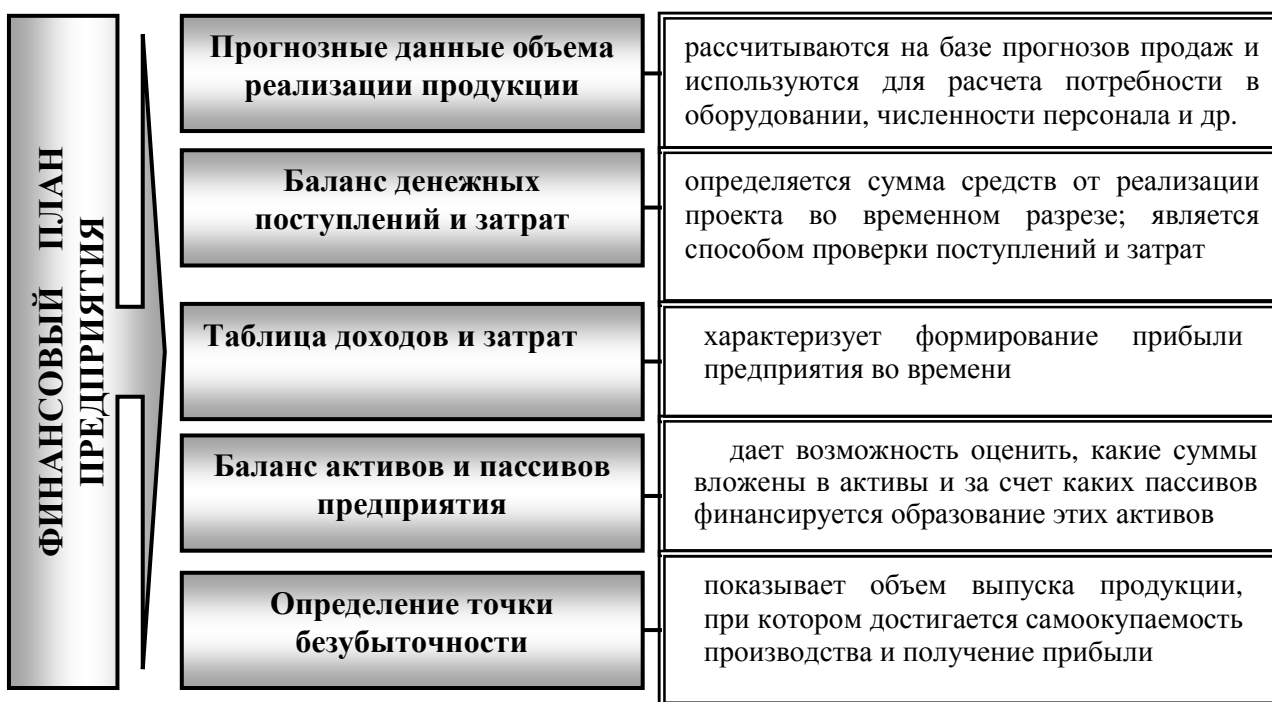 ФИНАНСОВЫЙ ПЛАН
ПРЕДПРИЯТИЯ
Прогнозные данные объема
реализации продукции
рассчитываются на базе прогнозов продаж и
используются для расчета потребности в
оборудовании, численности персонала и др.
Баланс денежных
поступлений и затрат
определяется сумма средств от реализации
проекта во временном разрезе; является
способом проверки поступлений и затрат
Таблица доходов и затрат
характеризует формирование прибыли
предприятия во времени
Баланс активов и пассивов
предприятия
дает возможность оценить, какие суммы
вложены в активы и за счет каких пассивов
финансируется образование этих активов
Определение точки
безубыточности
показывает объем выпуска продукции,
при котором достигается самоокупаемость
производства и получение прибыли